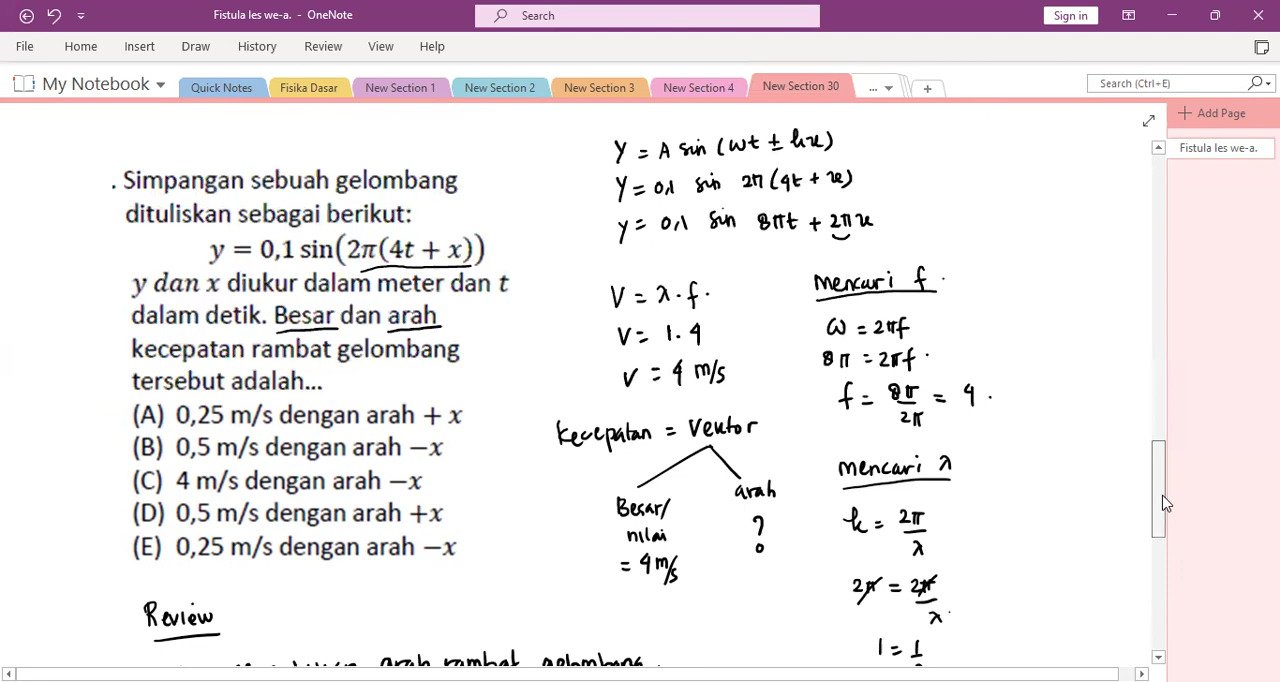 Fistula les we-a. - OneNote
Search
Sign in
File Home Insert Draw History Review View Help
My Notebook
Quick Notes Fisika Dasar New Section 1 New Section 2 New Section 3 New Section 4 New Section 30 ... +
Search (Ctrl+E)
+ Add Page
Fistula les we-a.
. Simpangan sebuah gelombang
dituliskan sebagai berikut:
y = 0,1 sin(2π(4t + x))
y dan x diukur dalam meter dan t
dalam detik. Besar dan arah
kecepatan rambat gelombang
tersebut adalah...
(A) 0,25 m/s dengan arah + x
(B) 0,5 m/s dengan arah −x
(C) 4 m/s dengan arah −x
(D) 0,5 m/s dengan arah +x
(E) 0,25 m/s dengan arah −x
Review
arah rambat gelombang
Y = A sin (ωt ± kx)
Y = 0,1 sin 2π (4t + x)
y = 0,1 sin 8πt + 2πx
V = λ . f .
V = 1 . 4
V = 4 m/s
Kecepatan = Vektor
Besar/
nilai
= 4 m/s
arah
?
mencari f
ω = 2πf
8π = 2πf .
f = 8π/2π = 4 .
mencari λ
k = 2π/λ
2π = 2π/λ